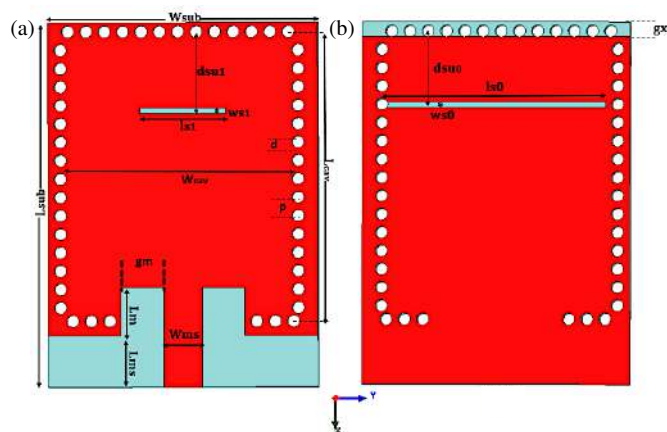 (a)
Wsub
dsu1
ws1
ls1
d
Wcav
p
Lcav
Lsub
gm
Lm
Wms
Lms
(b)
gx
dsu0
ls0
ws0
Y